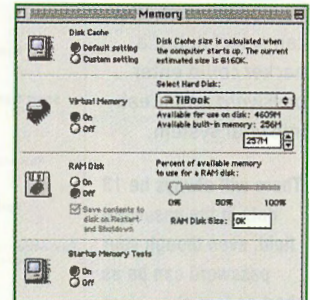 Memory
Disk Cache
Default setting
Custom setting
Disk Cache size is calculated when
the computer starts up. The current
estimated size is 8160K.
Select Hard Disk:
TiBook
Virtual Memory
On
Off
Available for use on disk: 4609M
Available built-in memory: 256M
257M
RAM Disk
On
Off
Save contents to
disk on Restart
and Shutdown
Percent of available memory
to use for a RAM disk:
0% 50% 100%
RAM Disk Size: 0K
Startup Memory Tests
On
Off